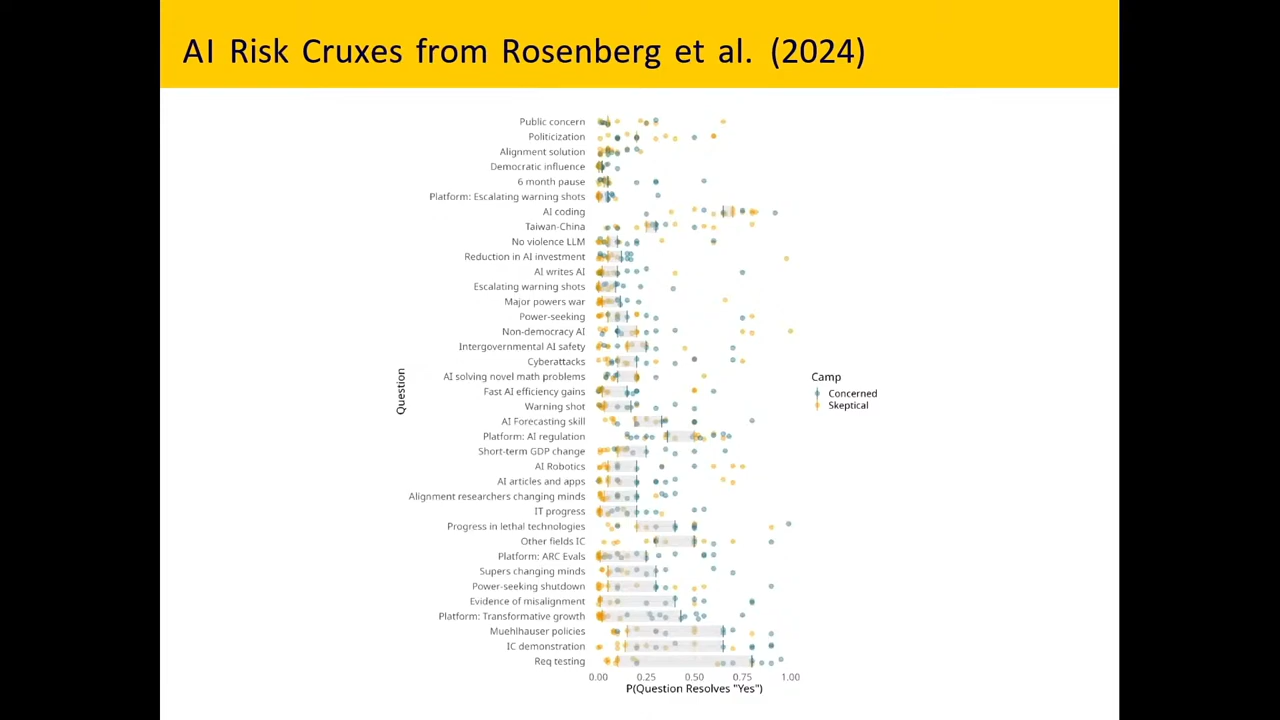 AI Risk Cruxes from Rosenberg et al. (2024)
Public concern
Politicization
Alignment solution
Democratic influence
6 month pause
Platform: Escalating warning shots
AI coding
Taiwan-China
No violence LLM
Reduction in AI investment
AI writes AI
Escalating warning shots
Major powers war
Power-seeking
Non-democracy AI
Intergovernmental AI safety
Cyberattacks
AI solving novel math problems
Fast AI efficiency gains
Warning shot
AI Forecasting skill
Platform: AI regulation
Short-term GDP change
AI Robotics
AI articles and apps
Alignment researchers changing minds
IT progress
Progress in lethal technologies
Other fields IC
Platform: ARC Evals
Supers changing minds
Power-seeking shutdown
Evidence of misalignment
Platform: Transformative growth
Muehlhauser policies
IC demonstration
Req testing
Question
0.00 0.25 0.50 0.75 1.00
P(Question Resolves "Yes")
Camp
Concerned
Skeptical